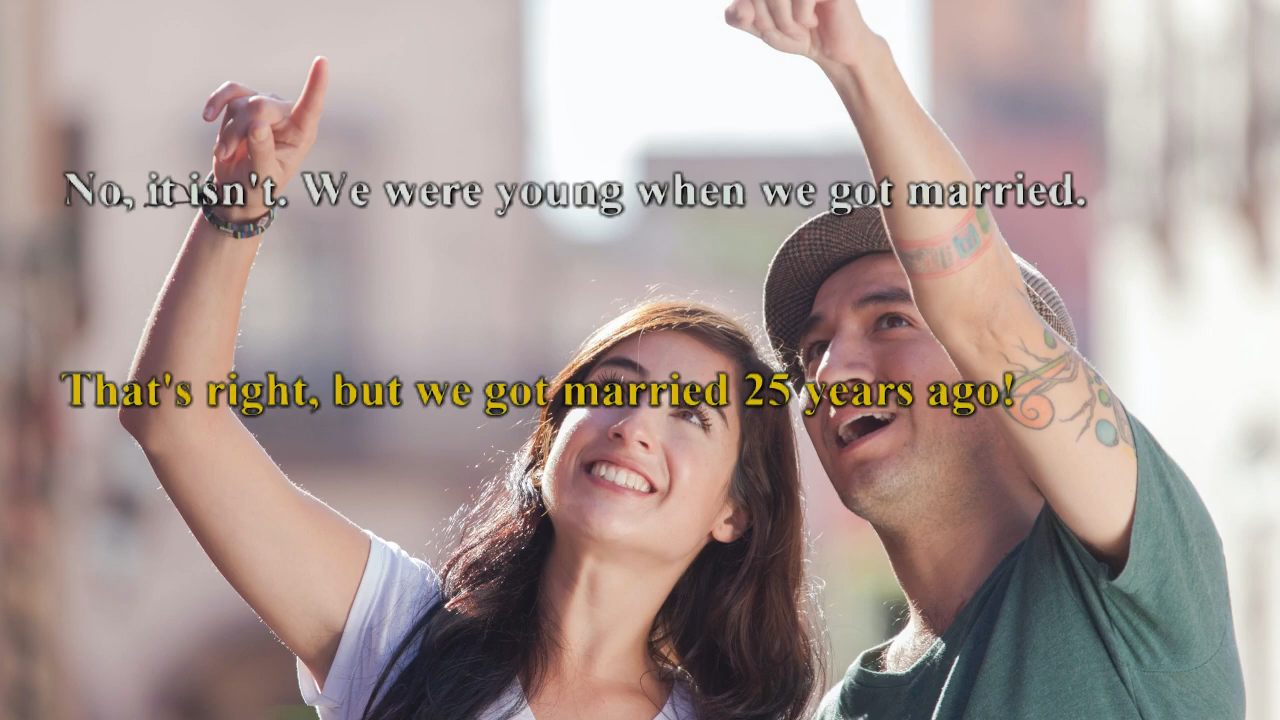 No, it isn't. We were young when we got married.
That's right, but we got married 25 years ago!